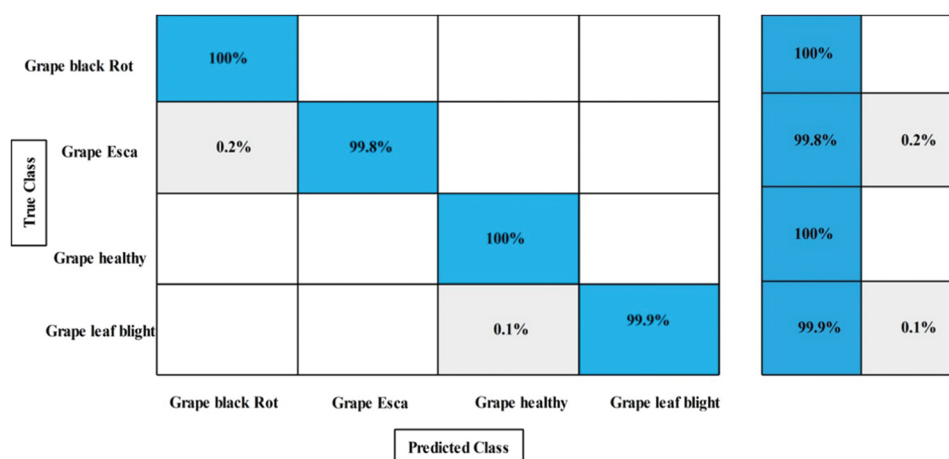 Grape black Rot 100% 100%
Grape Esca 0.2% 99.8% 99.8% 0.2%
True Class
Grape healthy 100% 100%
Grape leaf blight 0.1% 99.9% 99.9% 0.1%
Grape black Rot Grape Esca Grape healthy Grape leaf blight
Predicted Class